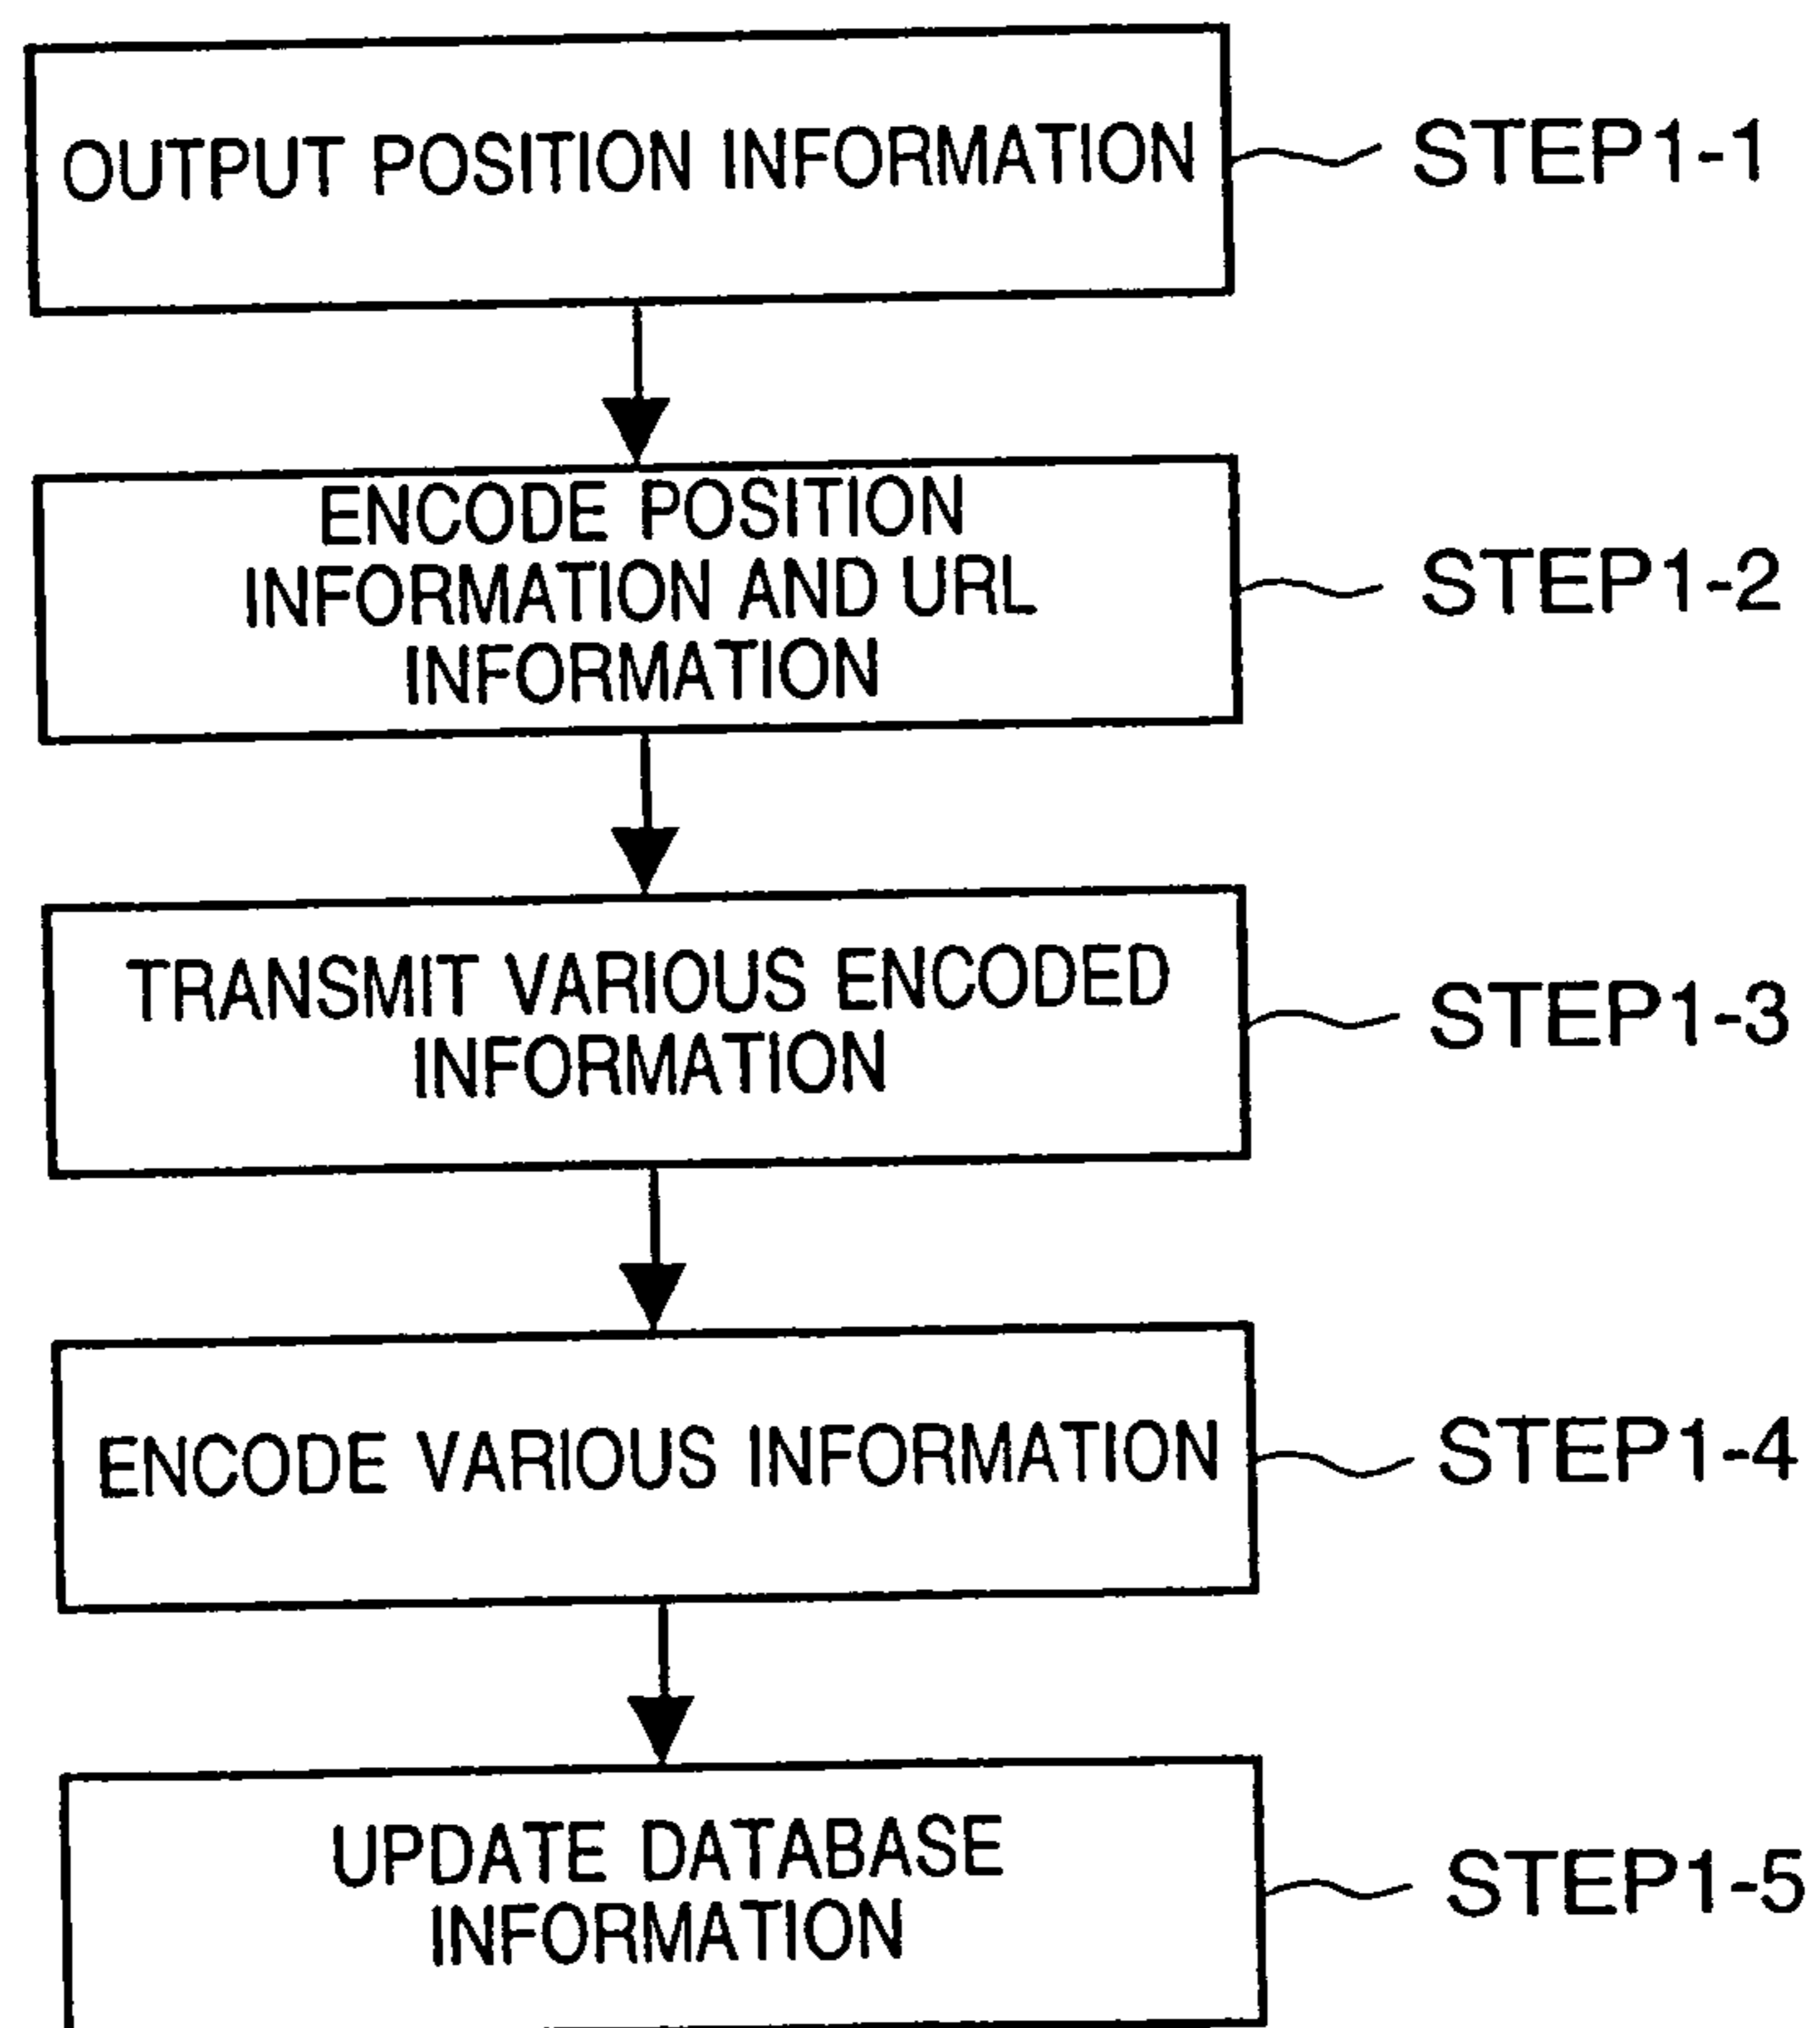 OUTPUT POSITION INFORMATION
STEP1-1
ENCODE POSITION
INFORMATION AND URL
INFORMATION
STEP1-2
TRANSMIT VARIOUS ENCODED
INFORMATION
STEP1-3
ENCODE VARIOUS INFORMATION
STEP1-4
UPDATE DATABASE
INFORMATION
STEP1-5